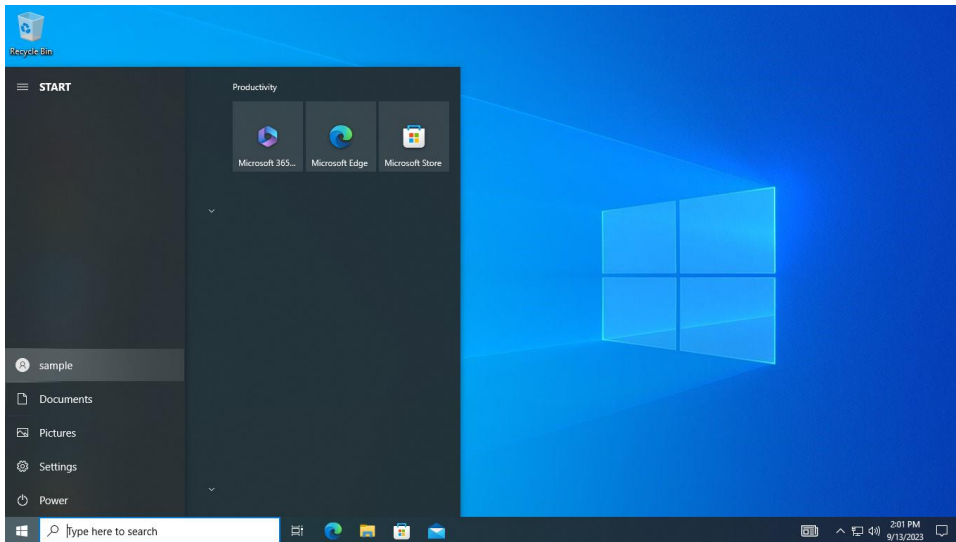 Recycle Bin
START
Productivity
Microsoft 365...
Microsoft Edge
Microsoft Store
sample
Documents
Pictures
Settings
Power
Type here to search
2:01 PM
9/13/2023